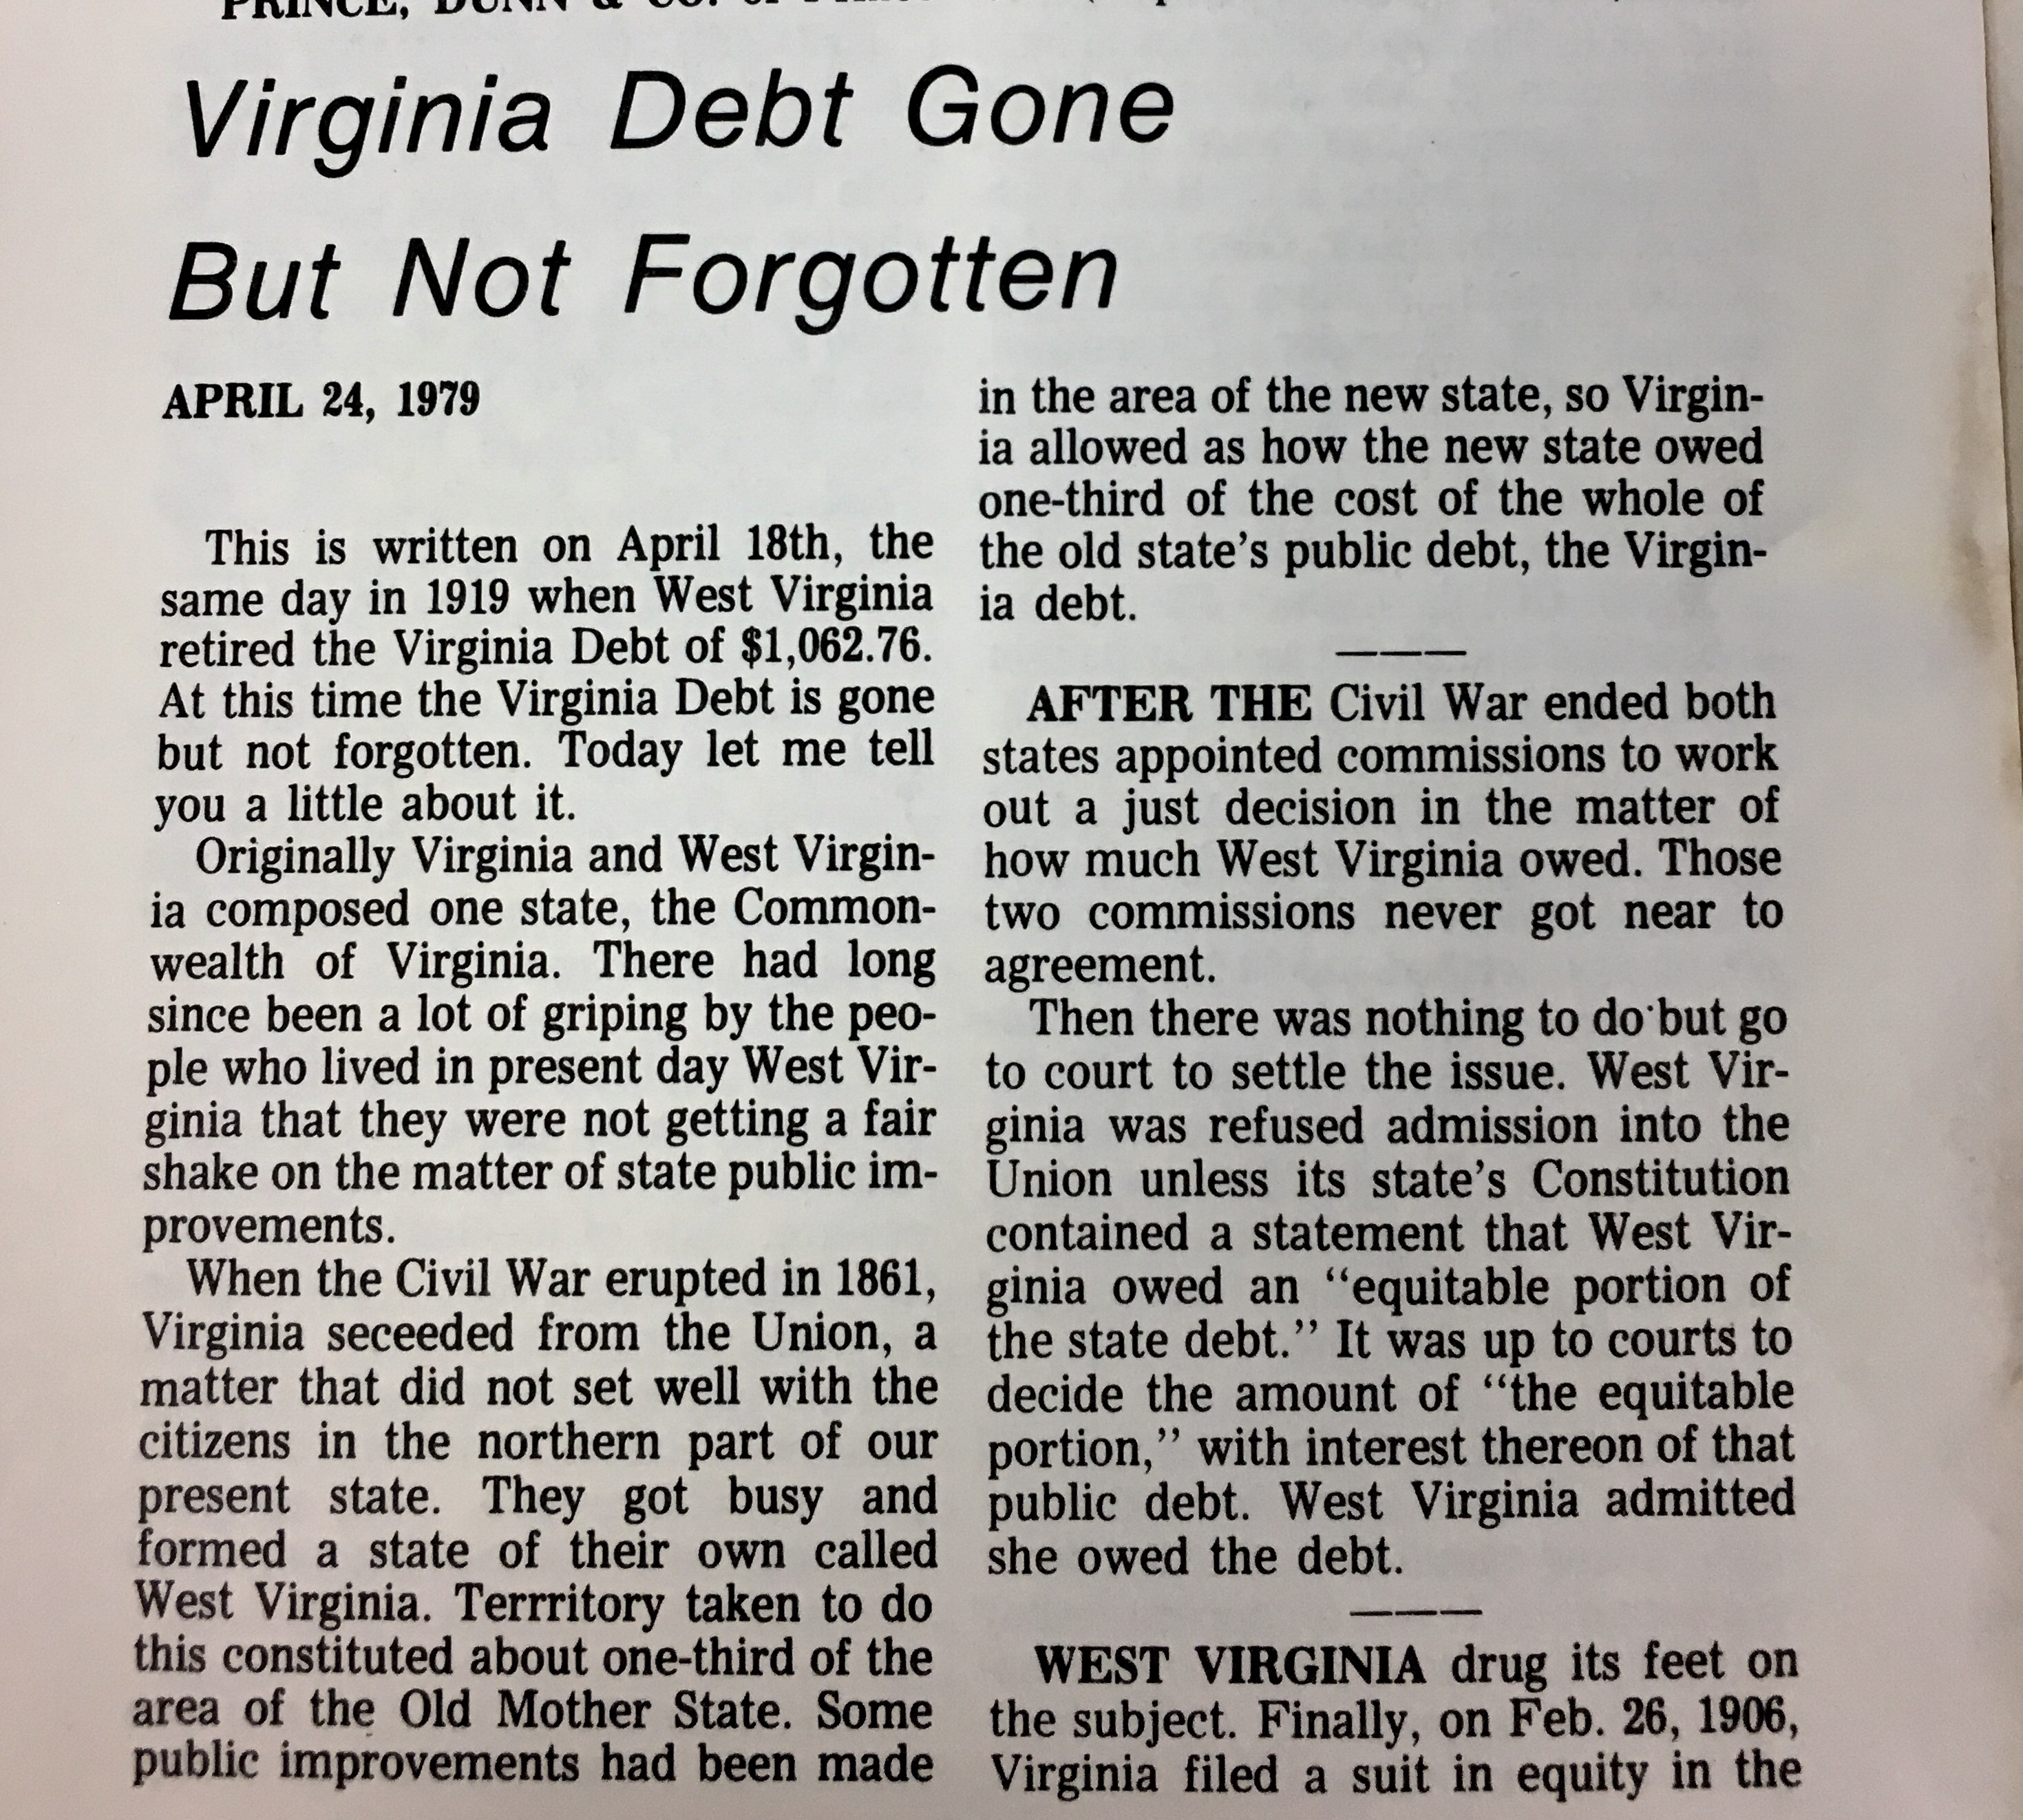 PRINCE, DUNN & CO. of
Virginia Debt Gone
But Not Forgotten
APRIL 24, 1979
This is written on April 18th, the
same day in 1919 when West Virginia
retired the Virginia Debt of $1,062.76.
At this time the Virginia Debt is gone
but not forgotten. Today let me tell
you a little about it.
Originally Virginia and West Virgin-
ia composed one state, the Common-
wealth of Virginia. There had long
since been a lot of griping by the peo-
ple who lived in present day West Vir-
ginia that they were not getting a fair
shake on the matter of state public im-
provements.
When the Civil War erupted in 1861,
Virginia seceeded from the Union, a
matter that did not set well with the
citizens in the northern part of our
present state. They got busy and
formed a state of their own called
West Virginia. Terrritory taken to do
this constituted about one-third of the
area of the Old Mother State. Some
public improvements had been made
in the area of the new state, so Virgin-
ia allowed as how the new state owed
one-third of the cost of the whole of
the old state's public debt, the Virgin-
ia debt.
———
AFTER THE Civil War ended both
states appointed commissions to work
out a just decision in the matter of
how much West Virginia owed. Those
two commissions never got near to
agreement.
Then there was nothing to do but go
to court to settle the issue. West Vir-
ginia was refused admission into the
Union unless its state's Constitution
contained a statement that West Vir-
ginia owed an "equitable portion of
the state debt." It was up to courts to
decide the amount of "the equitable
portion," with interest thereon of that
public debt. West Virginia admitted
she owed the debt.
———
WEST VIRGINIA drug its feet on
the subject. Finally, on Feb. 26, 1906,
Virginia filed a suit in equity in the